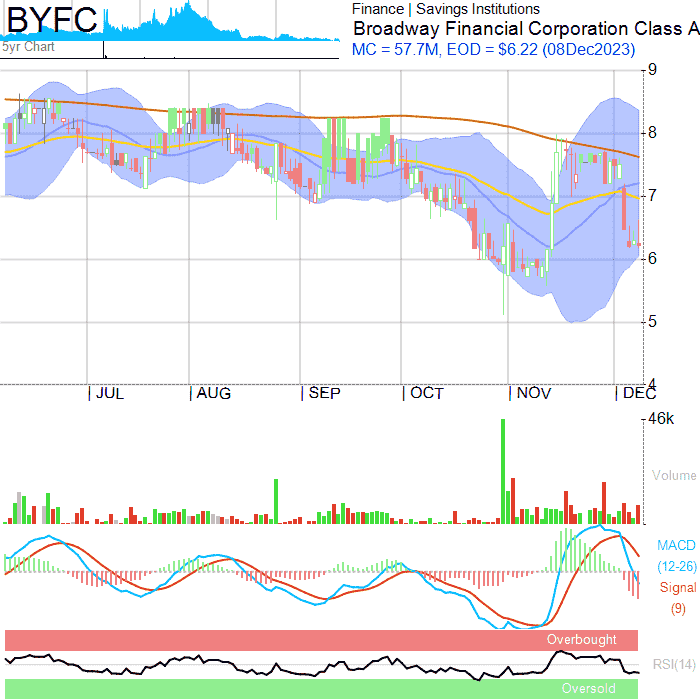 BYFC
5yr Chart
Finance | Savings Institutions
Broadway Financial Corporation Class A
MC = 57.7M, EOD = $6.22 (08Dec2023)
9
8
7
6
5
4
JUL AUG SEP OCT NOV DEC
46k
Volume
MACD
(12-26)
Signal
(9)
Overbought
RSI(14)
Oversold